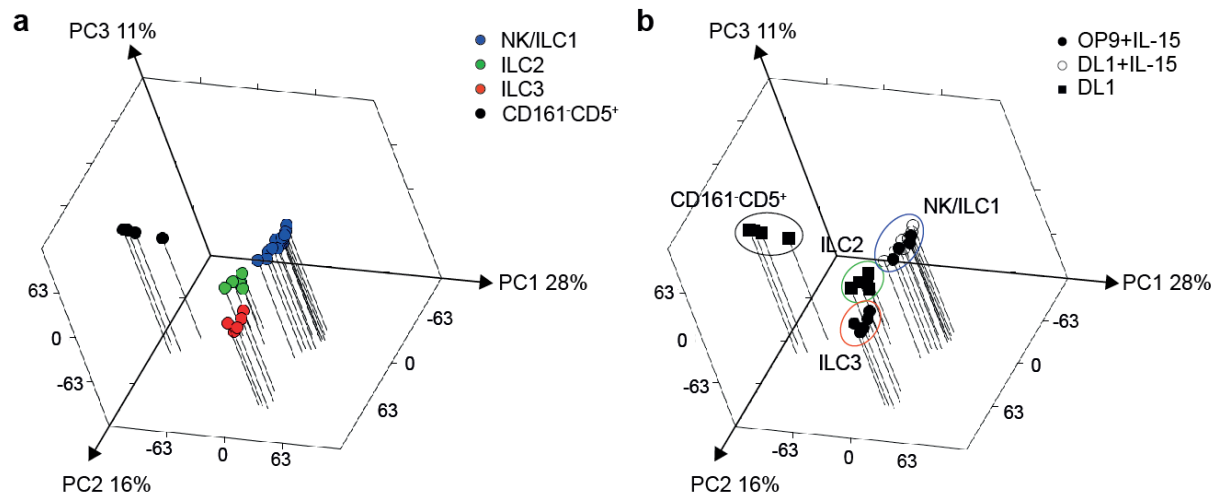 a
PC3 11%
NK/ILC1
ILC2
ILC3
CD161-CD5+
63
0
-63
PC1 28%
-63
0
63
-63
0
63
PC2 16%
b
PC3 11%
OP9+IL-15
DL1+IL-15
DL1
CD161-CD5+
NK/ILC1
ILC2
ILC3
63
0
-63
PC1 28%
-63
0
63
-63
0
63
PC2 16%